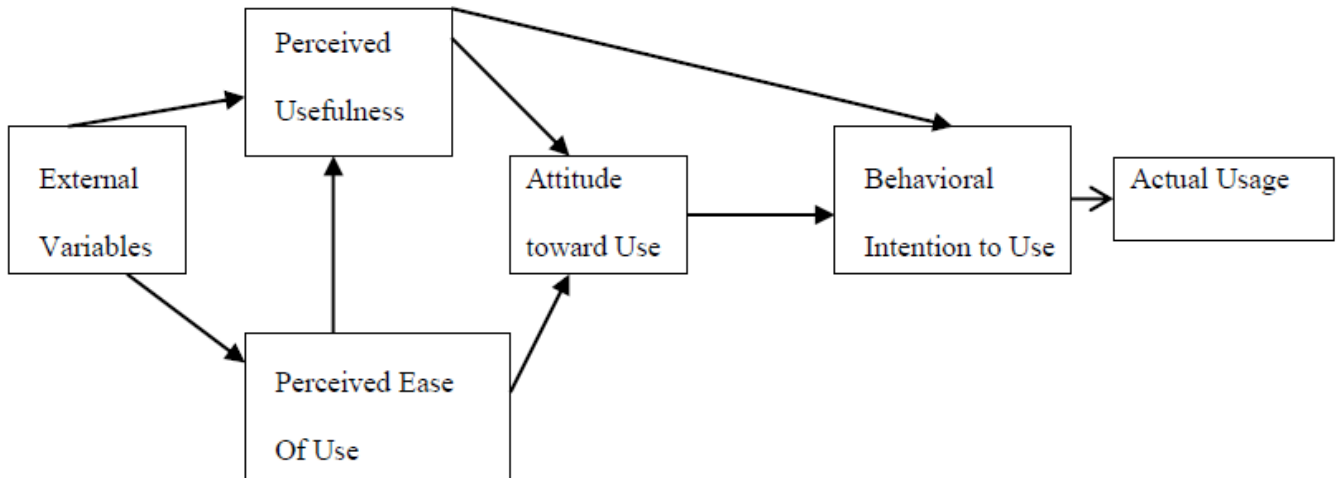 Perceived
Usefulness
External
Variables
Attitude
toward Use
Behavioral
Intention to Use
Actual Usage
Perceived Ease
Of Use